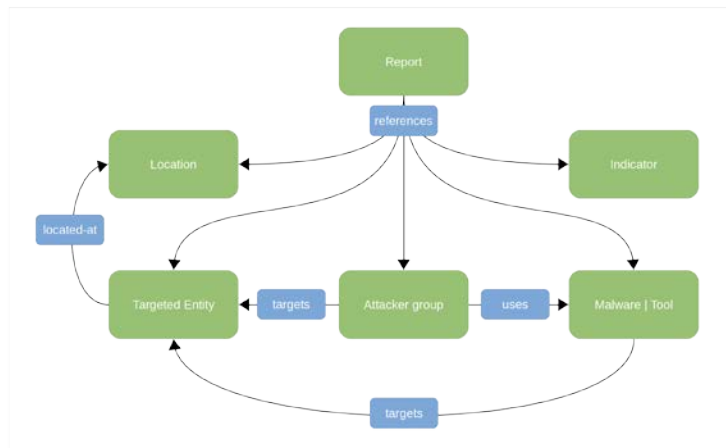 Report
references
Location
Indicator
located-at
Targeted Entity
targets
Attacker group
uses
Malware | Tool
targets